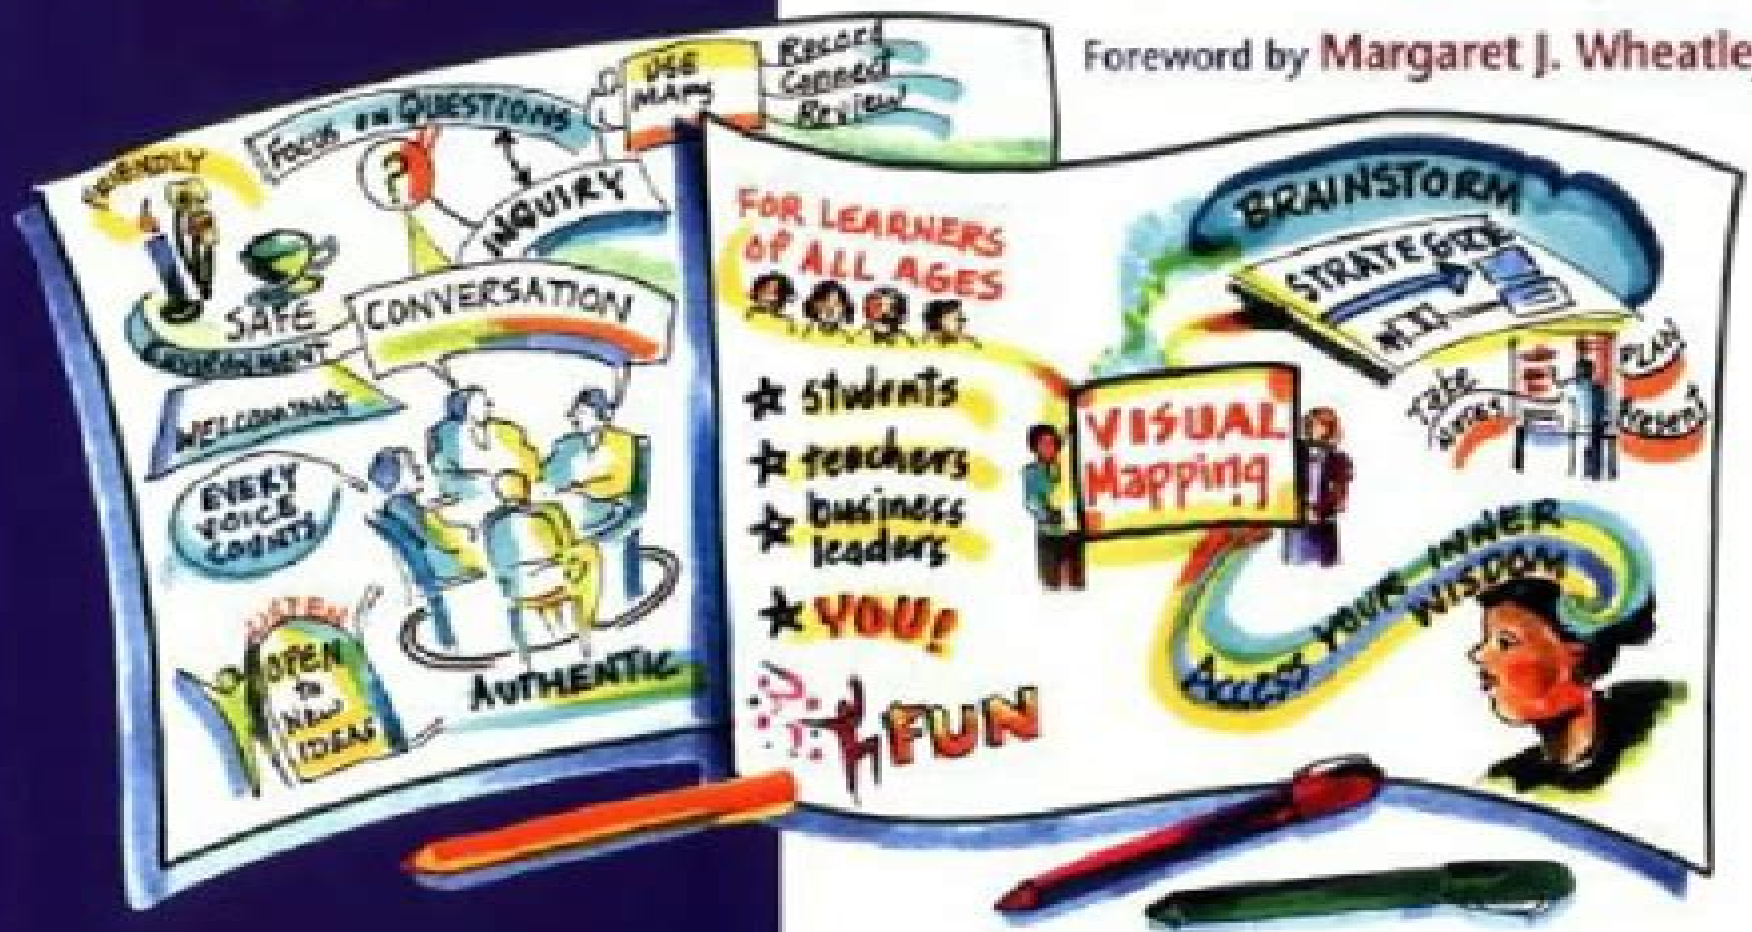 Foreword by Margaret J. Wheatle
USE
MAPS
Record
Connect
Review
FOCUS on QUESTIONS
?
INQUIRY
FRIENDLY
SAFE
ENVIRONMENT
CONVERSATION
WELCOMING
EVERY
VOICE
COUNTS
LISTEN
OPEN
to
NEW
IDEAS
AUTHENTIC
FOR LEARNERS
OF ALL AGES
★ students
★ teachers
★ business
leaders
★ YOU!
FUN
BRAINSTORM
STRATEGIZE
Take
notes
PLAN
PRESENT
VISUAL
Mapping
ACCESS YOUR INNER
WISDOM